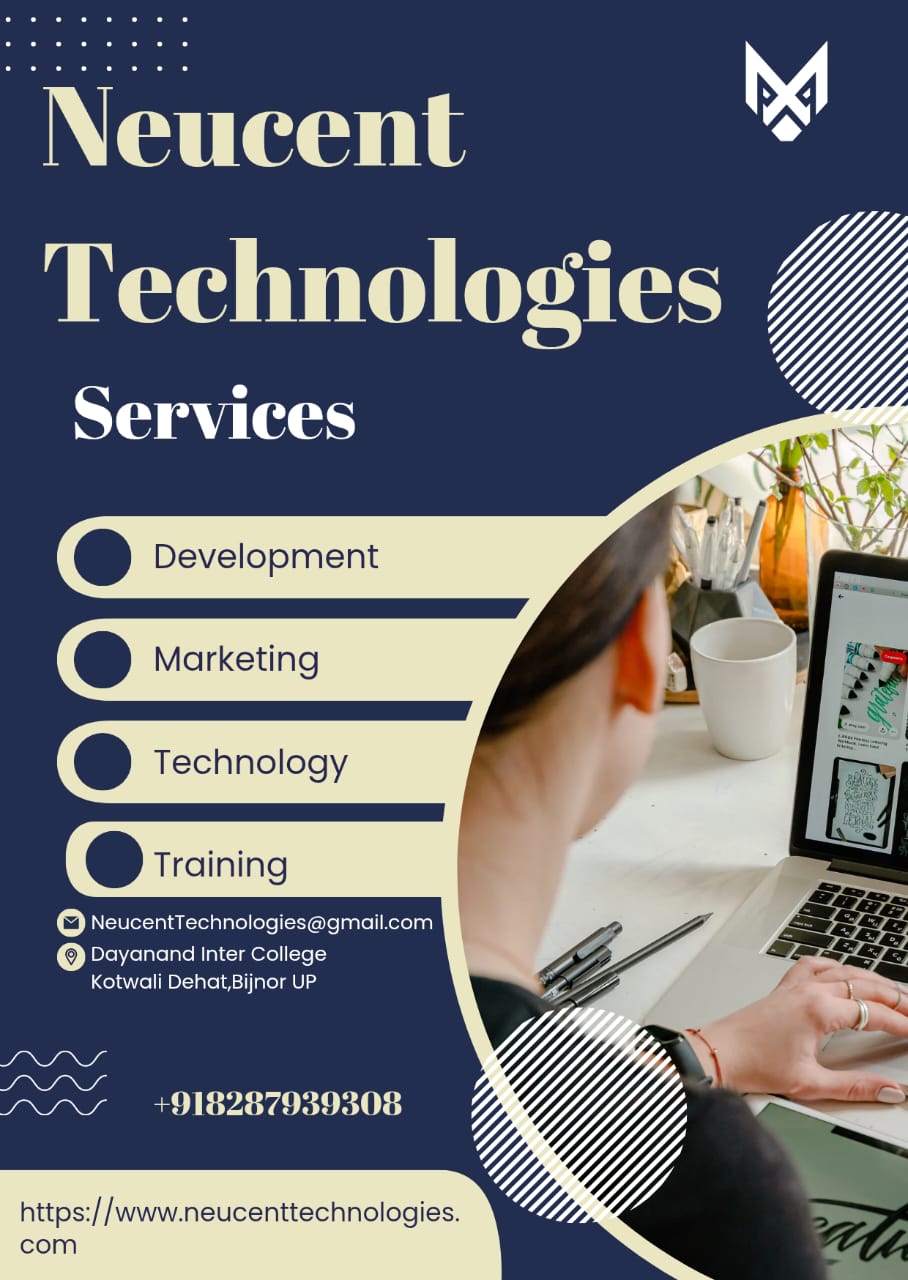 Neucent
Technologies
Services
Development
Marketing
Technology
Training
NeucentTechnologies@gmail.com
Dayanand Inter College
Kotwali Dehat,Bijnor UP
+918287939308
https://www.neucenttechnologies.
com
grateful